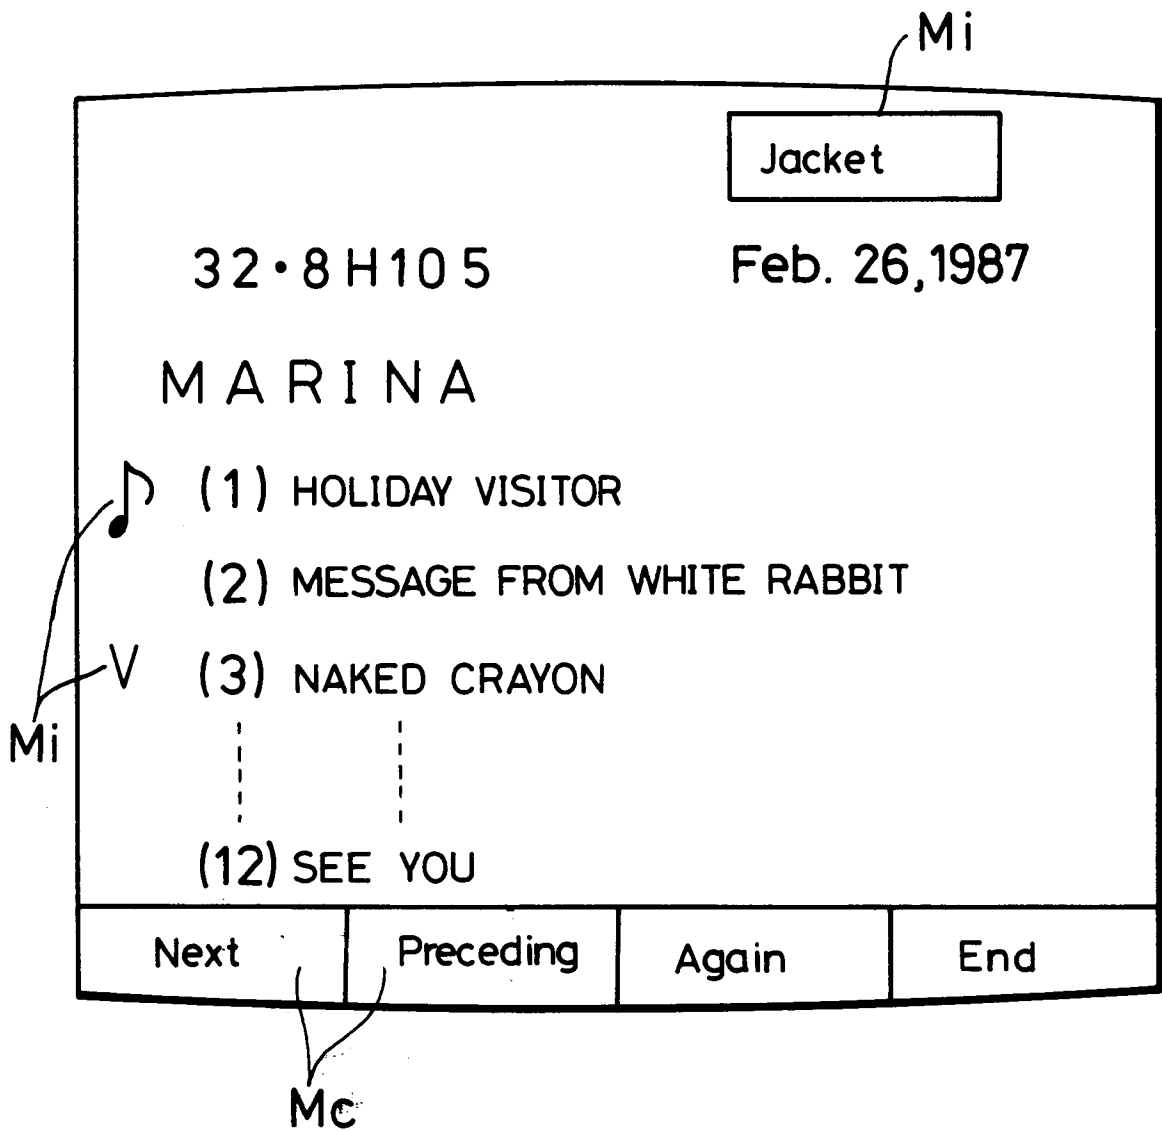 Mi
Jacket
32·8H105 Feb. 26,1987
MARINA
(1) HOLIDAY VISITOR
(2) MESSAGE FROM WHITE RABBIT
V (3) NAKED CRAYON
Mi
(12) SEE YOU
Next Preceding Again End
Mc